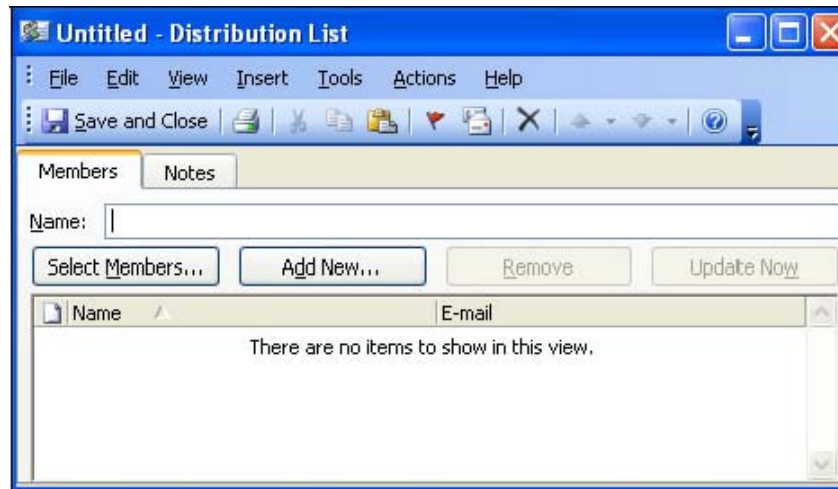 Untitled - Distribution List
File Edit View Insert Tools Actions Help
Save and Close
Members Notes
Name:
Select Members... Add New... Remove Update Now
Name E-mail
There are no items to show in this view.